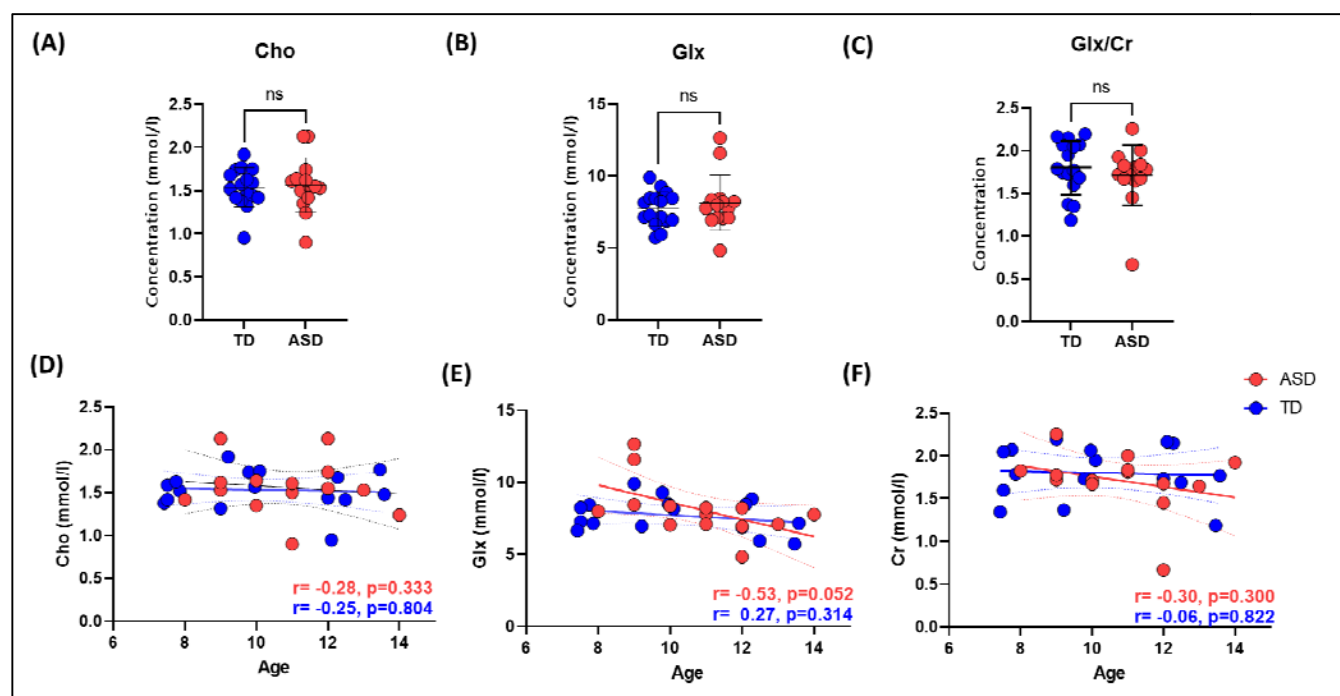 (A)
Cho
ns
Concentration (mmol/l)
2.5
2.0
1.5
1.0
0.5
0.0
TD
ASD
(B)
Glx
ns
Concentration (mmol/l)
15
10
5
0
TD
ASD
(C)
Glx/Cr
ns
Concentration
2.5
2.0
1.5
1.0
0.5
0.0
TD
ASD
(D)
Cho (mmol/l)
2.5
2.0
1.5
1.0
0.5
0.0
r= -0.28, p=0.333
r= -0.25, p=0.804
6 8 10 12 14
Age
(E)
Glx (mmol/l)
15
10
5
0
r= -0.53, p=0.052
r= 0.27, p=0.314
6 8 10 12 14
Age
(F)
ASD
TD
Cr (mmol/l)
2.5
2.0
1.5
1.0
0.5
0.0
r= -0.30, p=0.300
r= -0.06, p=0.822
6 8 10 12 14
Age